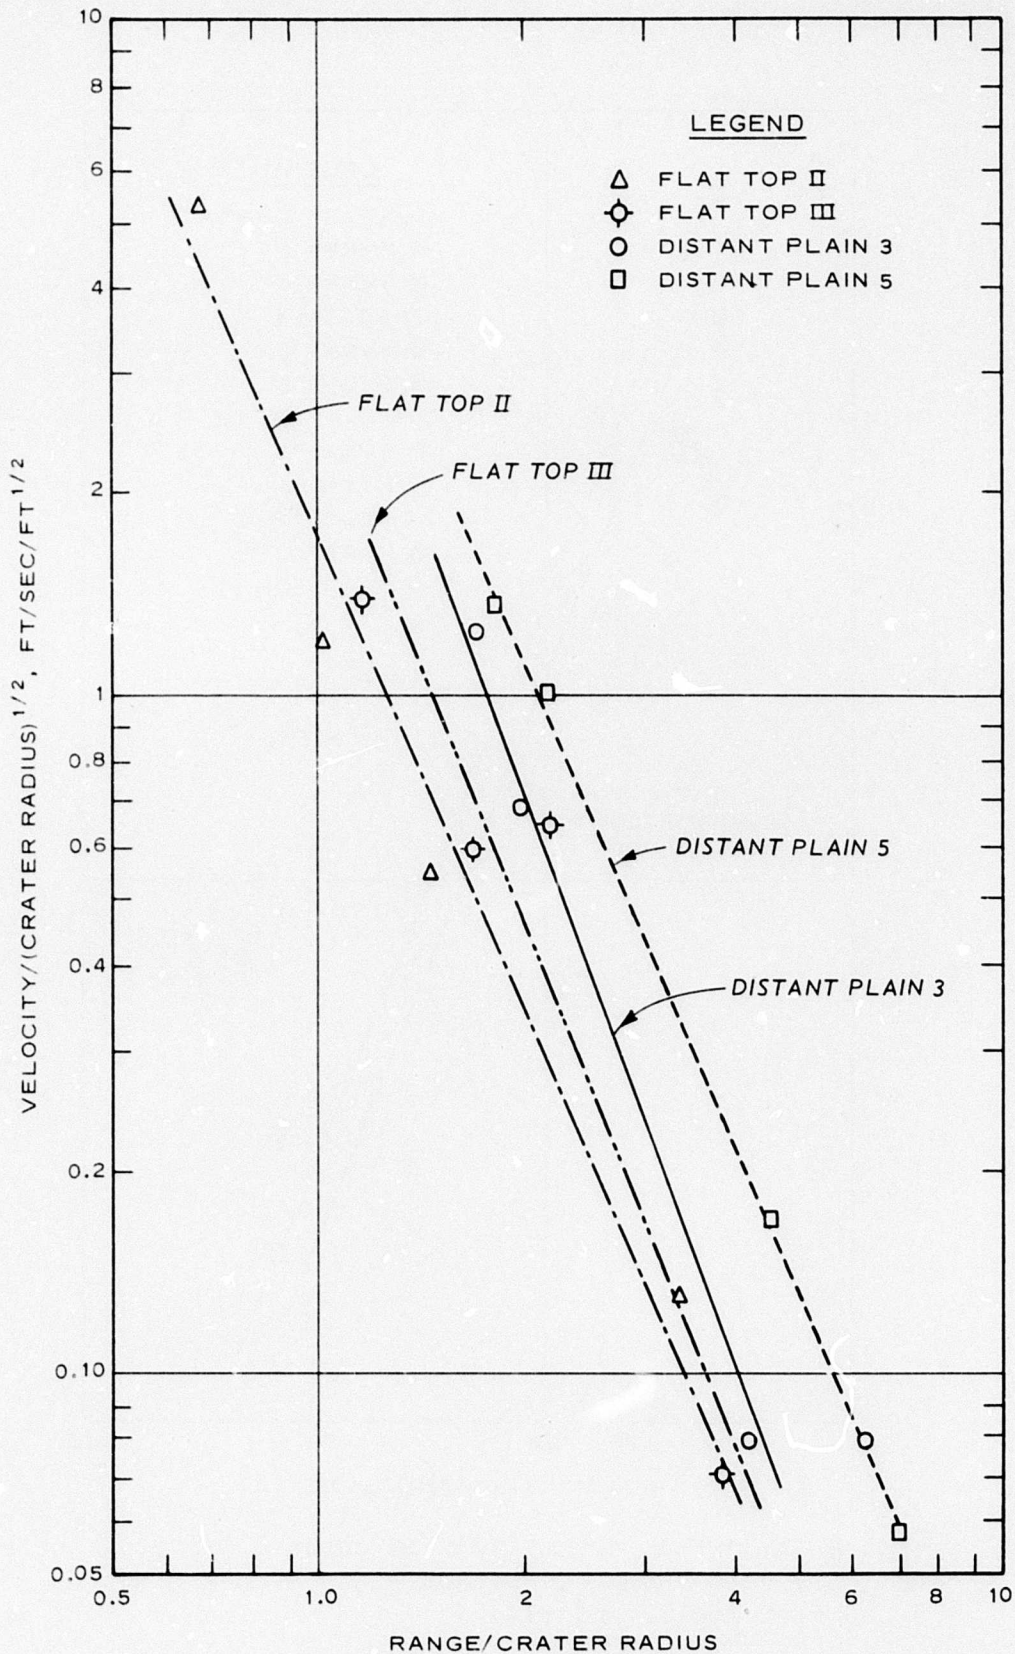 10
8
6
4
2
1
0.8
0.6
0.4
0.2
0.10
0.05
VELOCITY/(CRATER RADIUS)^1/2, FT/SEC/FT^1/2
LEGEND
FLAT TOP II
FLAT TOP III
DISTANT PLAIN 3
DISTANT PLAIN 5
FLAT TOP II
FLAT TOP III
DISTANT PLAIN 5
DISTANT PLAIN 3
0.5 1.0 2 4 6 8 10
RANGE/CRATER RADIUS